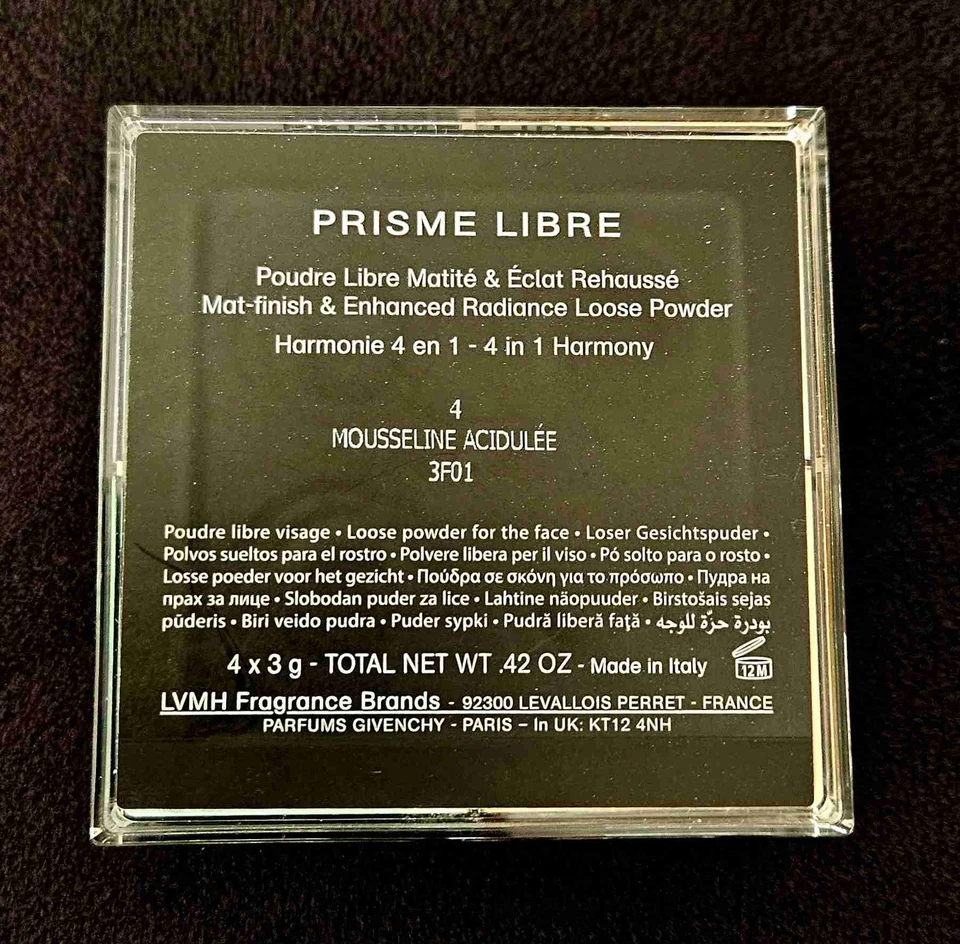 PRISME LIBRE
Poudre Libre Matité & Éclat Rehaussé
Mat-finish & Enhanced Radiance Loose Powder
Harmonie 4 en 1 - 4 in 1 Harmony
4
MOUSSELINE ACIDULÉE
3F01
Poudre libre visage • Loose powder for the face • Loser Gesichtspuder •
Polvos sueltos para el rostro • Polvere libera per il viso • Pó solto para o rosto •
Losse poeder voor het gezicht • Πούδρα σε σκόνη για το πρόσωπο • Пудра на
прах за лице • Slobodan puder za lice • Lahtine näopuuder • Birstošais sejas
pūderis • Biri veido pudra • Puder sypki • Pudră liberă față • بودرة حرّة للوجه
4 x 3 g - TOTAL NET WT .42 OZ - Made in Italy 12M
LVMH Fragrance Brands - 92300 LEVALLOIS PERRET - FRANCE
PARFUMS GIVENCHY - PARIS – In UK: KT12 4NH